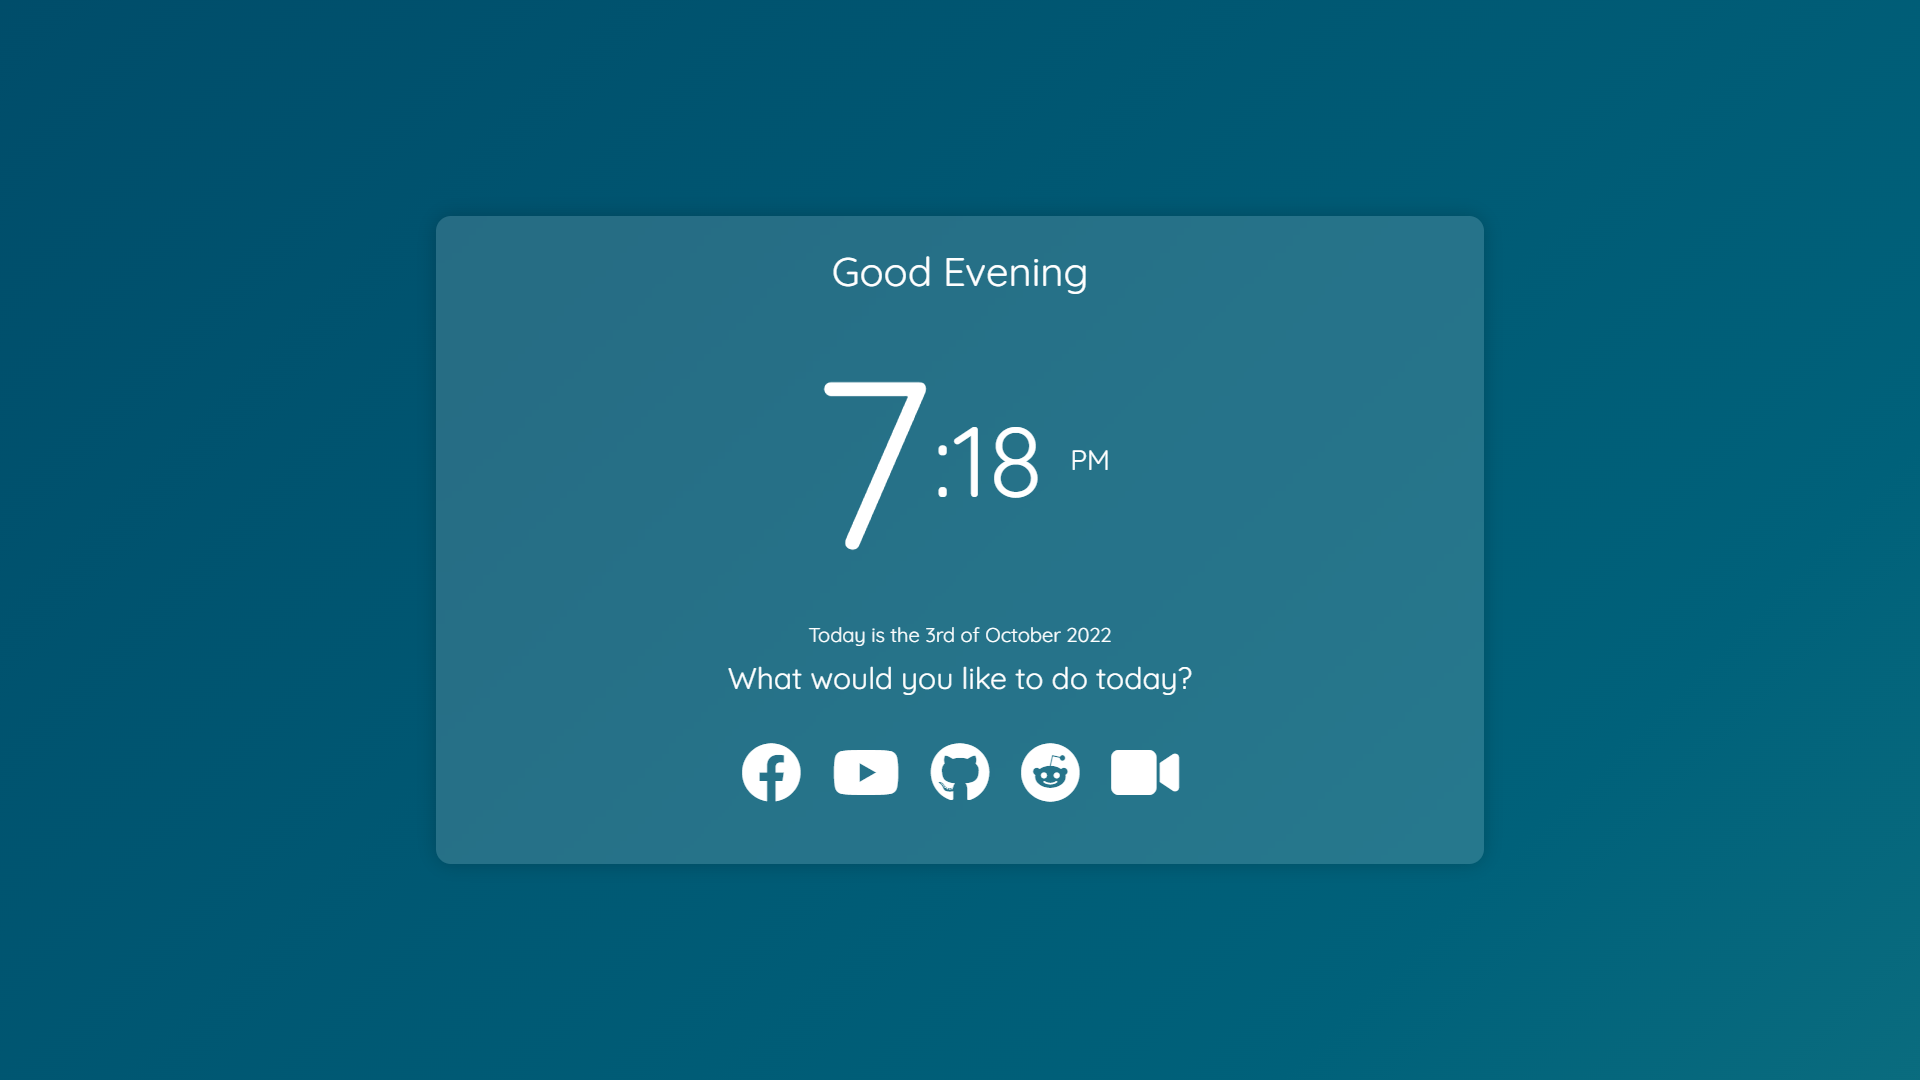 Good Evening
7:18 PM
Today is the 3rd of October 2022
What would you like to do today?